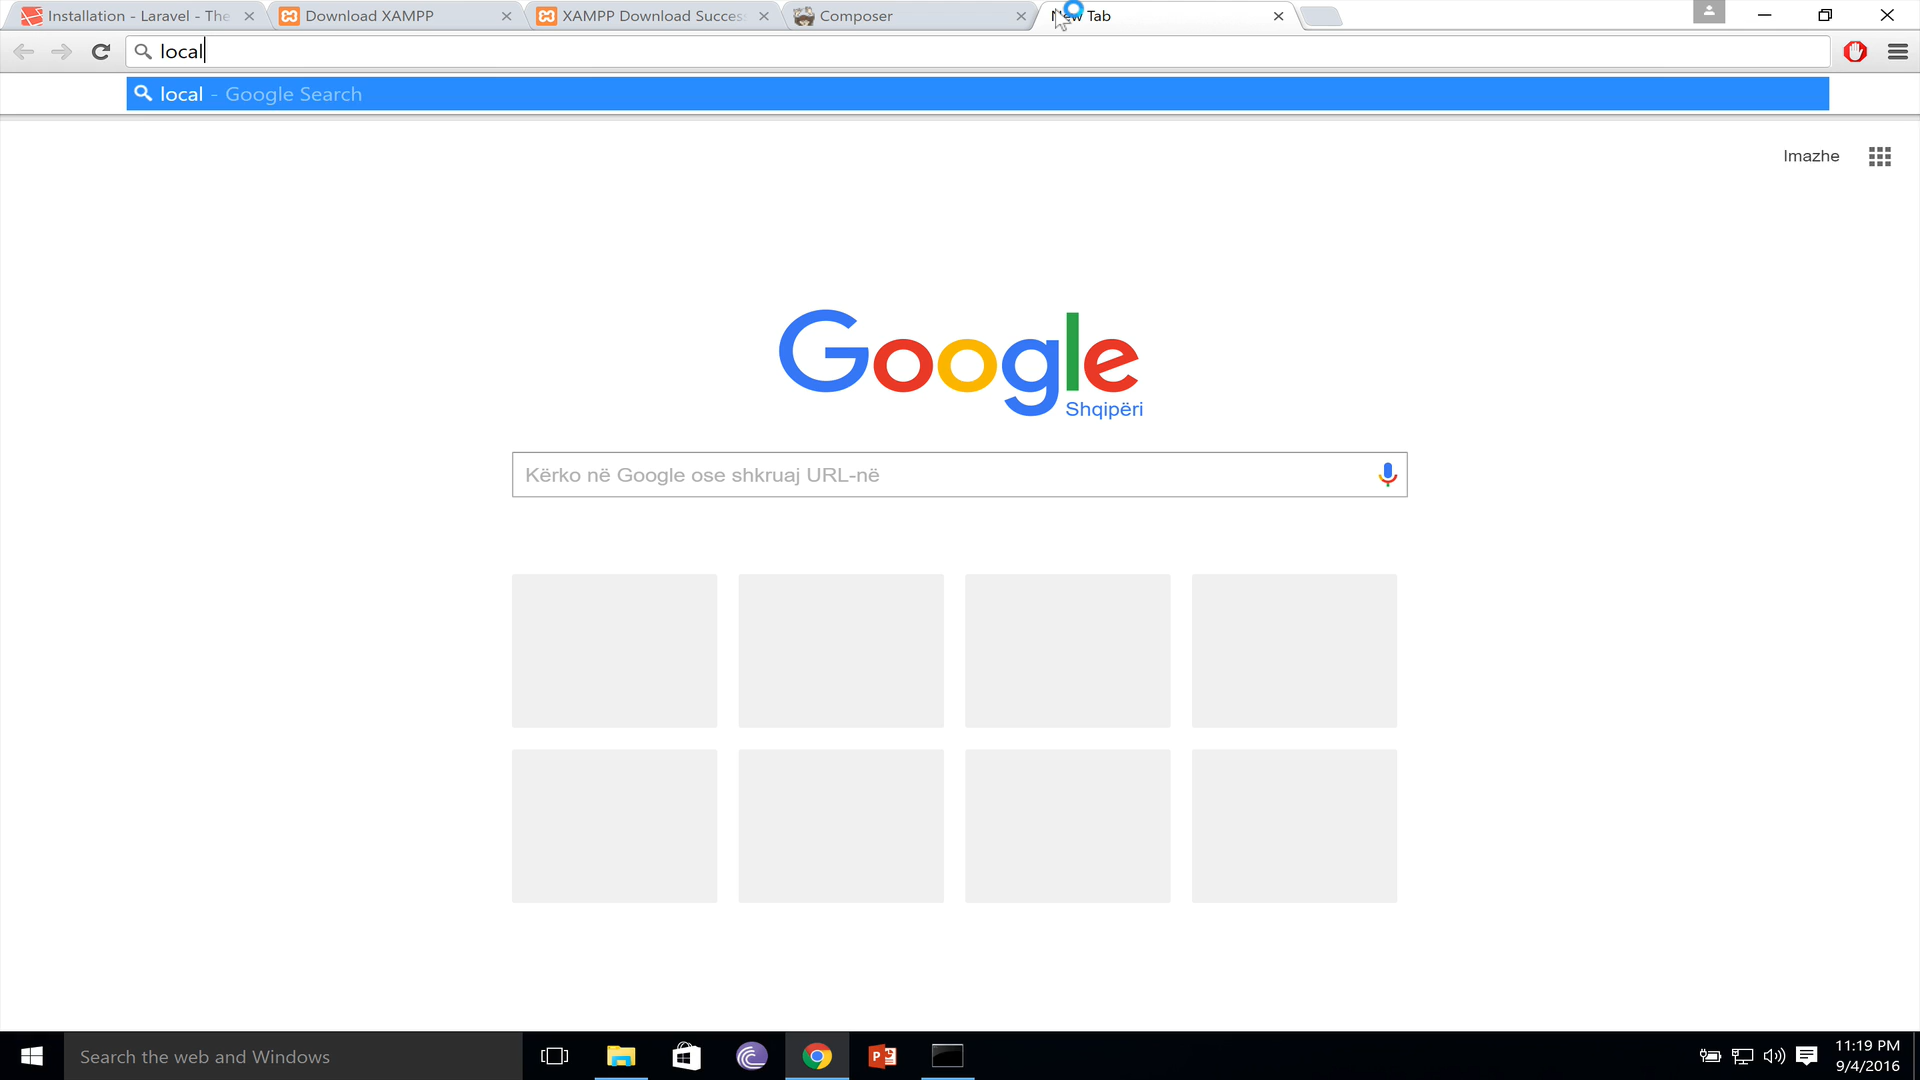 Installation - Laravel - The
Download XAMPP
XAMPP Download Succes
Composer
New Tab
local
local - Google Search
Imazhe
Google
Shqipëri
Kërko në Google ose shkruaj URL-në
Search the web and Windows
11:19 PM
9/4/2016